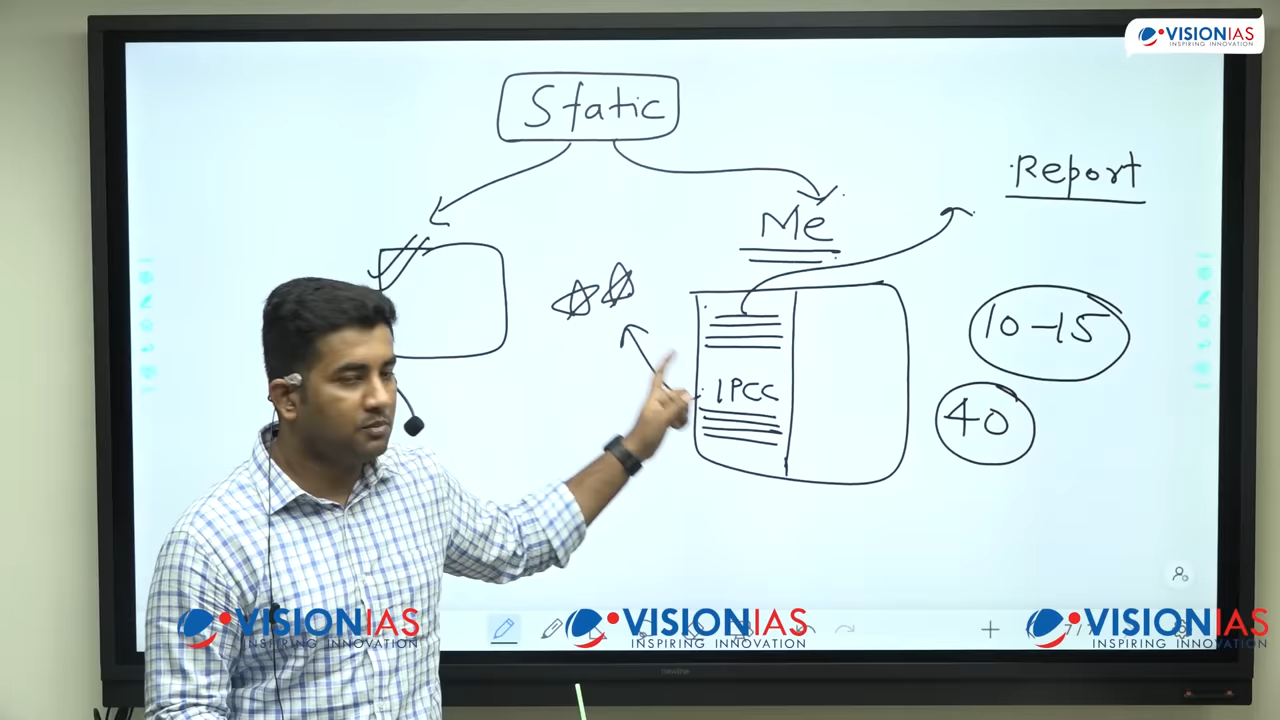 VISIONIAS
INSPIRING INNOVATION
Static
Report
Me
10-15
IPCC
40
VISIONIAS
INSPIRING INNOVATION
VISIONIAS
INSPIRING INNOVATION
VISIONIAS
INSPIRING INNOVATION
newline